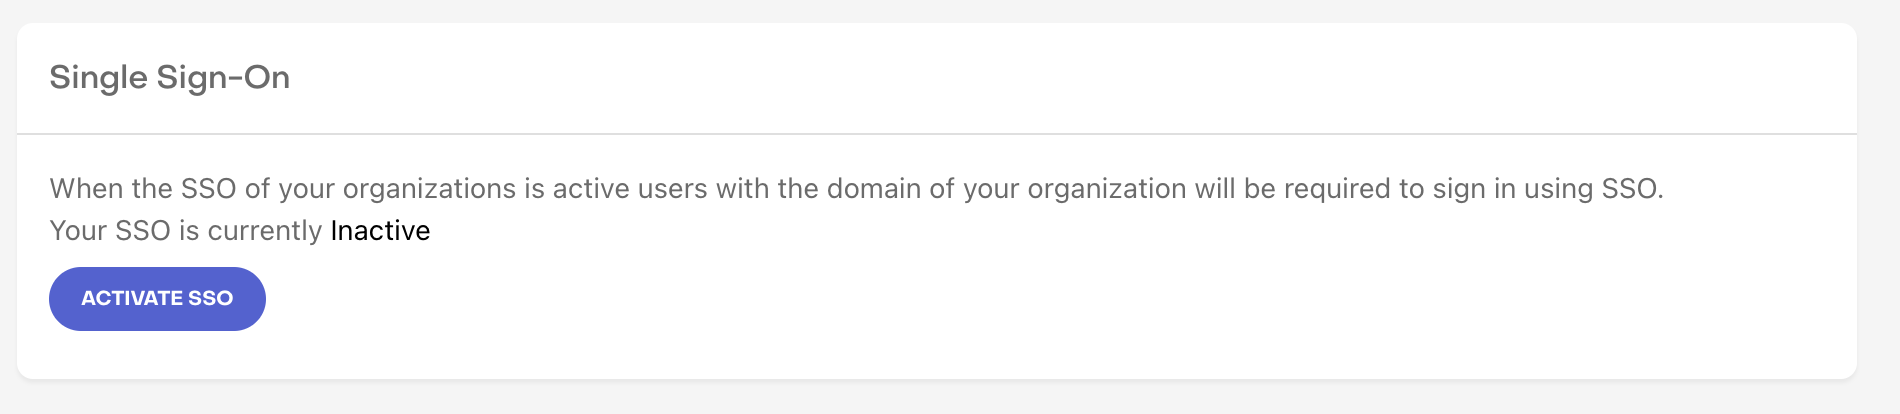 Single Sign-On
When the SSO of your organizations is active users with the domain of your organization will be required to sign in using SSO.
Your SSO is currently Inactive
ACTIVATE SSO